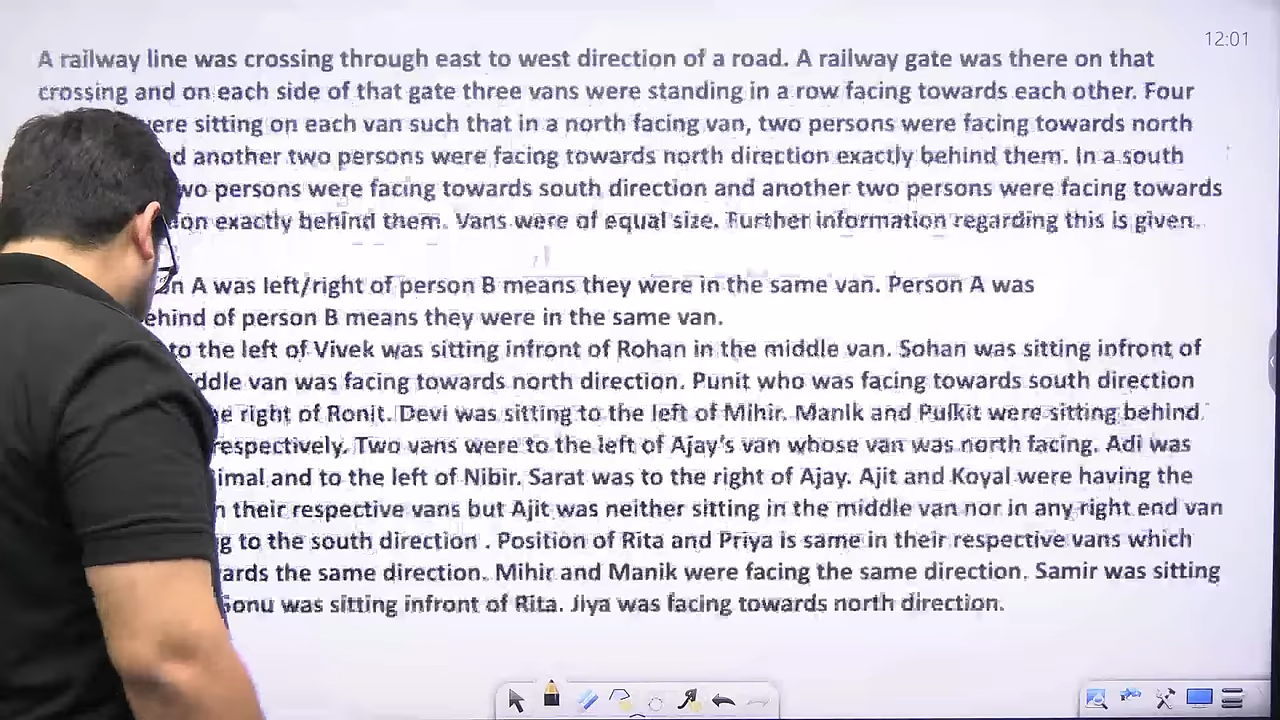 12:01
A railway line was crossing through east to west direction of a road. A railway gate was there on that
crossing and on each side of that gate three vans were standing in a row facing towards each other. Four
were sitting on each van such that in a north facing van, two persons were facing towards north
another two persons were facing towards north direction exactly behind them. In a south
two persons were facing towards south direction and another two persons were facing towards
exactly behind them. Vans were of equal size. Further information regarding this is given.
A was left/right of person B means they were in the same van. Person A was
behind of person B means they were in the same van.
to the left of Vivek was sitting infront of Rohan in the middle van. Sohan was sitting infront of
van was facing towards north direction. Punit who was facing towards south direction
right of Ronit. Devi was sitting to the left of Mihir. Manik and Pulkit were sitting behind
respectively. Two vans were to the left of Ajay's van whose van was north facing. Adi was
and to the left of Nibir. Sarat was to the right of Ajay. Ajit and Koyal were having the
their respective vans but Ajit was neither sitting in the middle van nor in any right end van
to the south direction . Position of Rita and Priya is same in their respective vans which
the same direction. Mihir and Manik were facing the same direction. Samir was sitting
Sonu was sitting infront of Rita. Jiya was facing towards north direction.